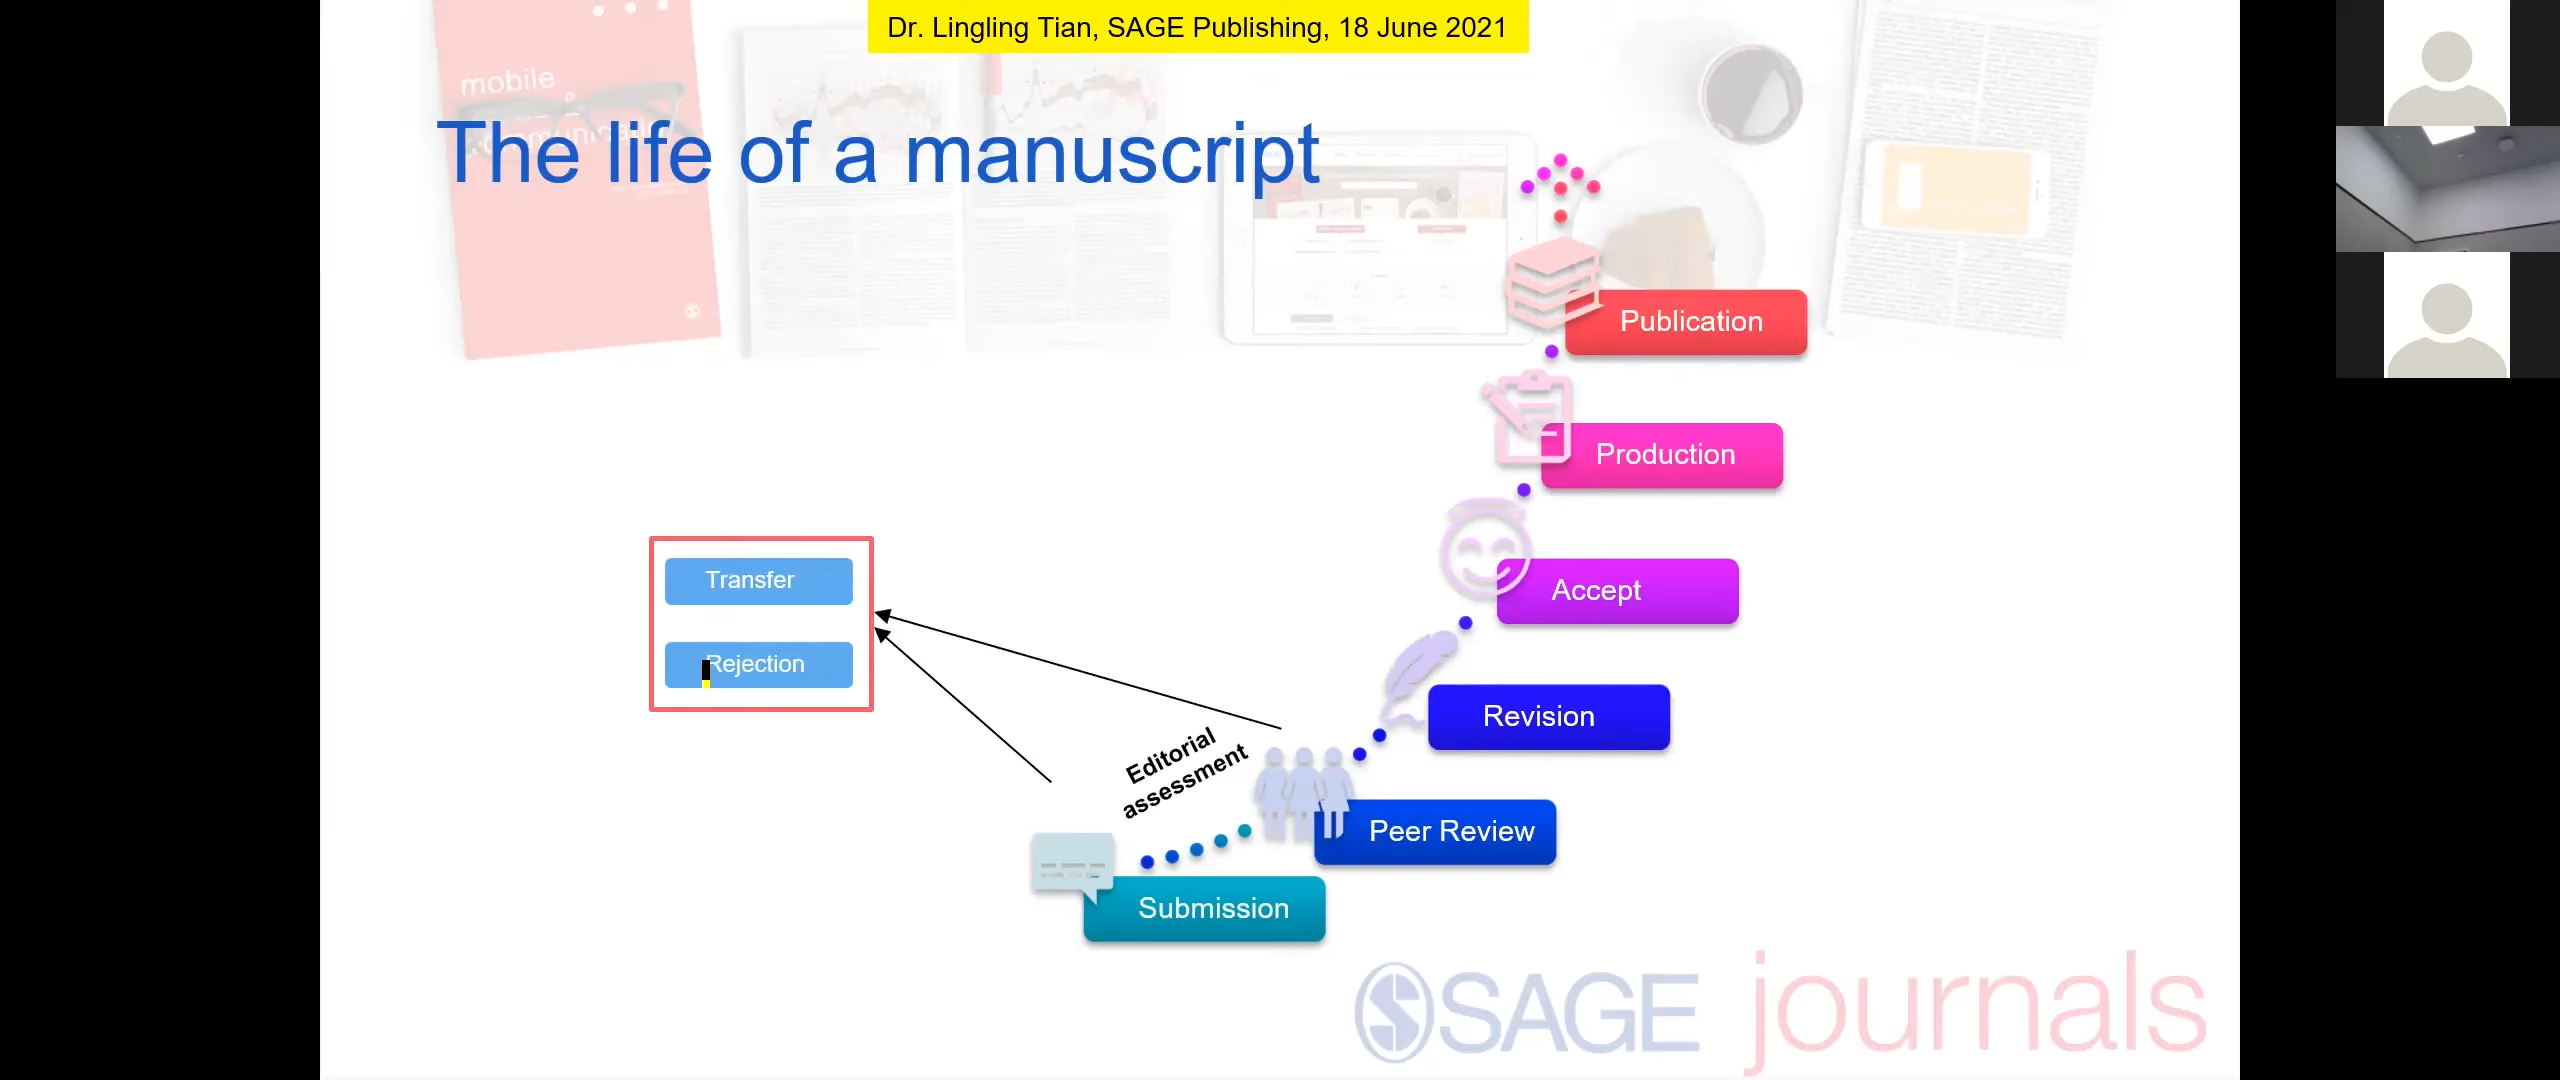 Dr. Lingling Tian, SAGE Publishing, 18 June 2021
mobile
The life of a manuscript
Publication
Production
Transfer
Accept
Rejection
Revision
Editorial
assessment
Peer Review
Submission
SAGE journals